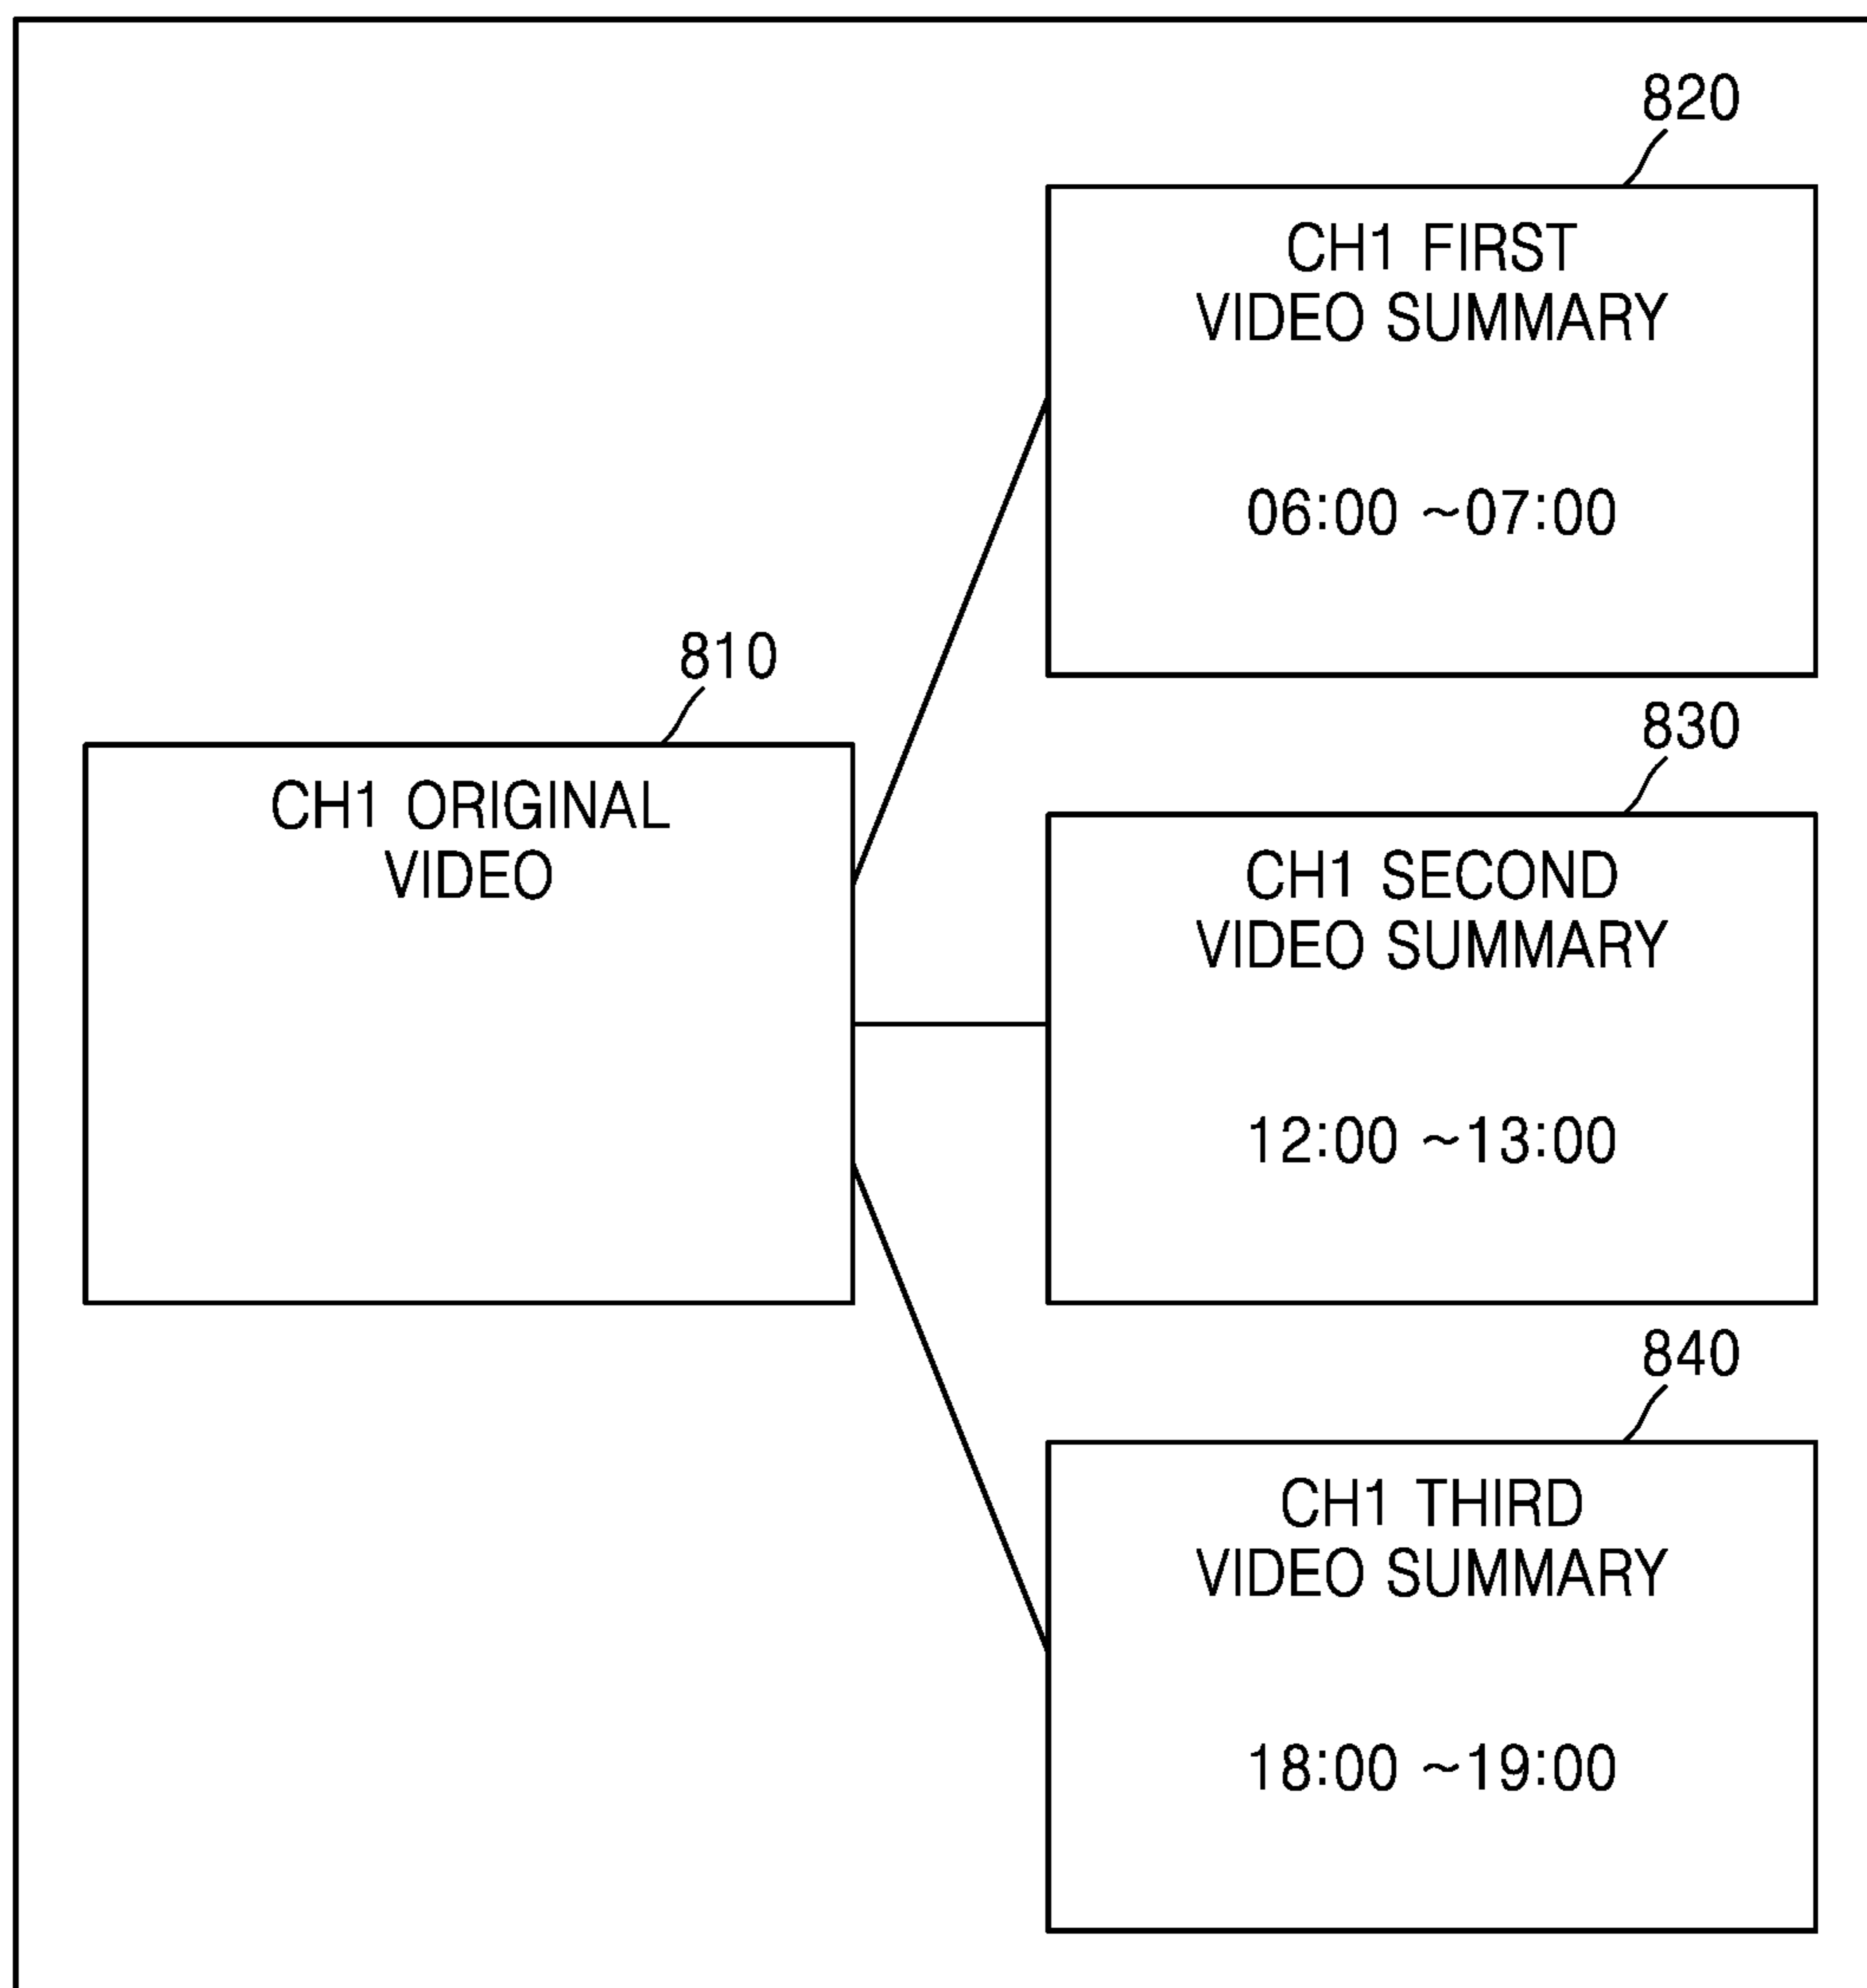 820
CH1 FIRST
VIDEO SUMMARY
06:00 ~07:00
810
CH1 ORIGINAL
VIDEO
830
CH1 SECOND
VIDEO SUMMARY
12:00 ~13:00
840
CH1 THIRD
VIDEO SUMMARY
18:00 ~19:00